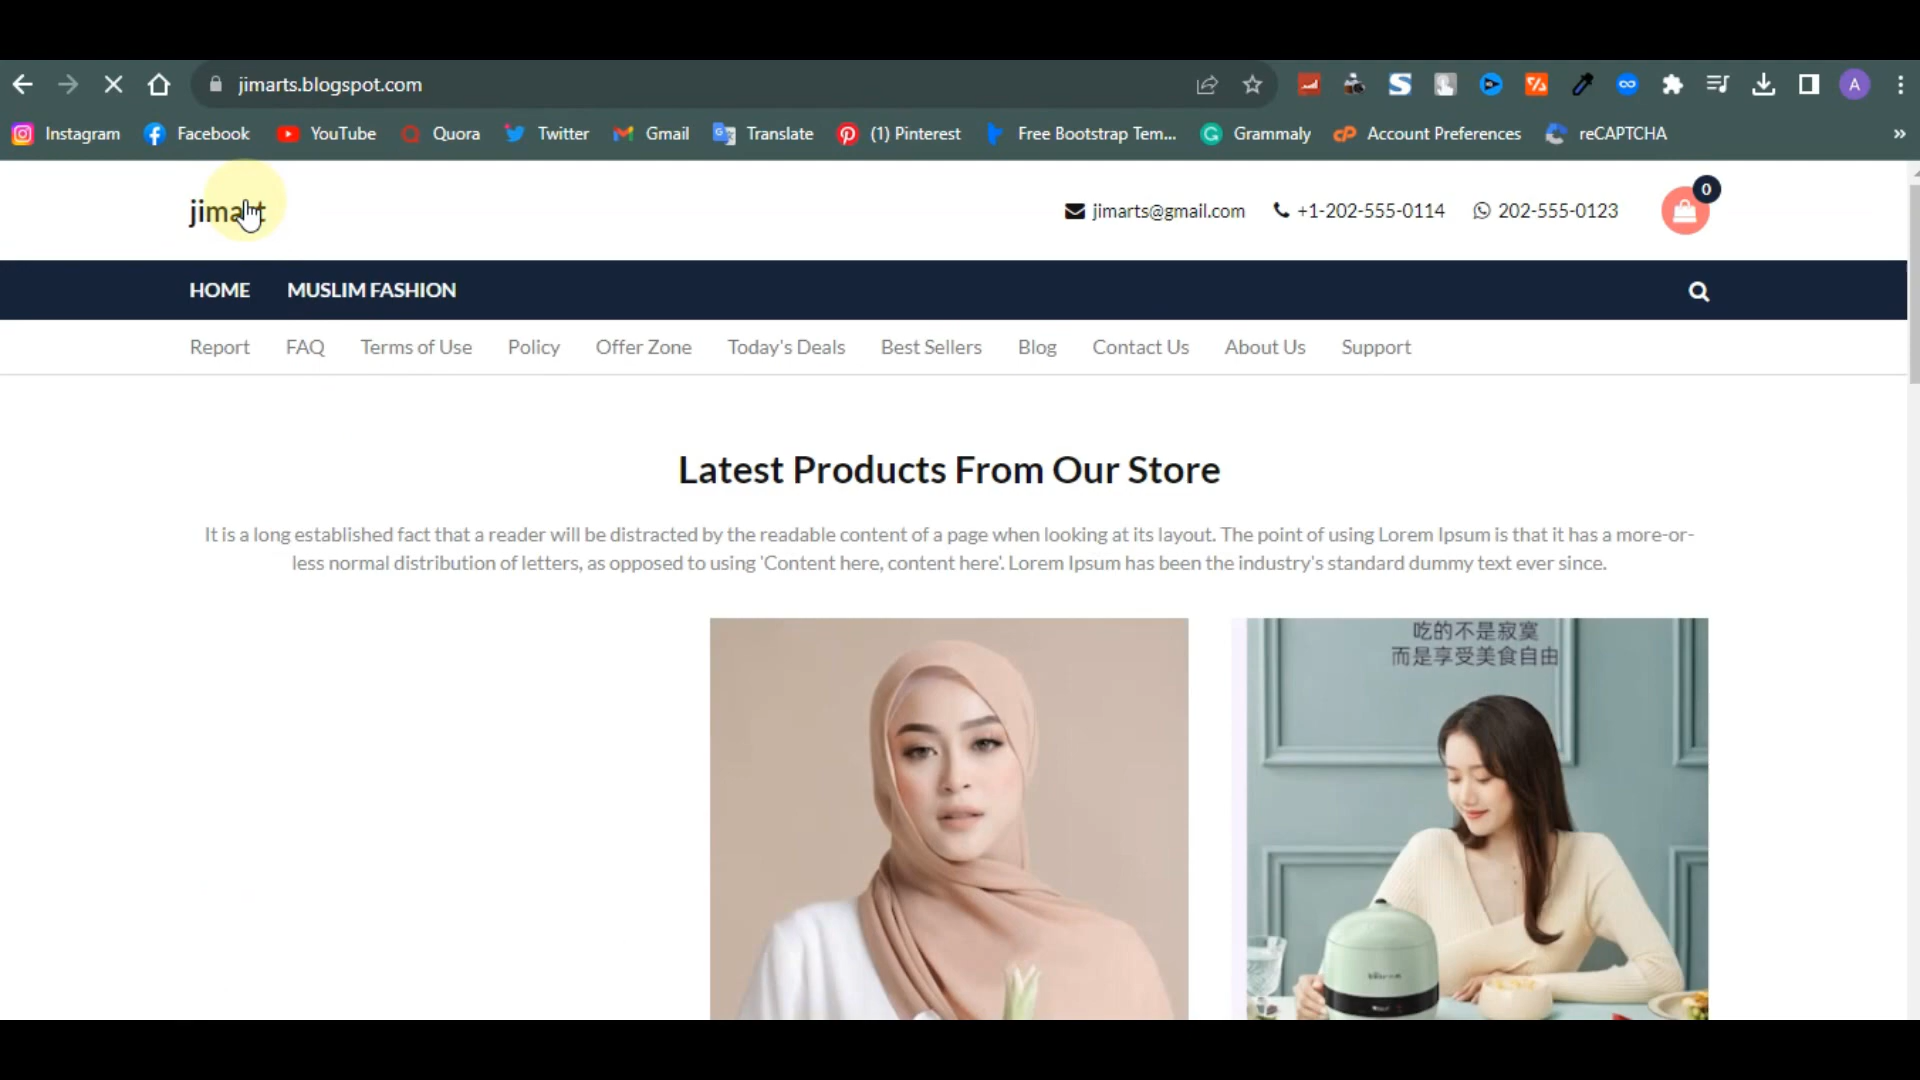 jimarts.blogspot.com
A
Instagram Facebook YouTube Quora Twitter Gmail Translate (1) Pinterest Free Bootstrap Tem... Grammaly Account Preferences reCAPTCHA »
jimart jimarts@gmail.com +1-202-555-0114 202-555-0123 0
HOME MUSLIM FASHION
Report FAQ Terms of Use Policy Offer Zone Today's Deals Best Sellers Blog Contact Us About Us Support
Latest Products From Our Store
It is a long established fact that a reader will be distracted by the readable content of a page when looking at its layout. The point of using Lorem Ipsum is that it has a more-or-
less normal distribution of letters, as opposed to using 'Content here, content here'. Lorem Ipsum has been the industry's standard dummy text ever since.
吃的不是寂寞
而是享受美食自由